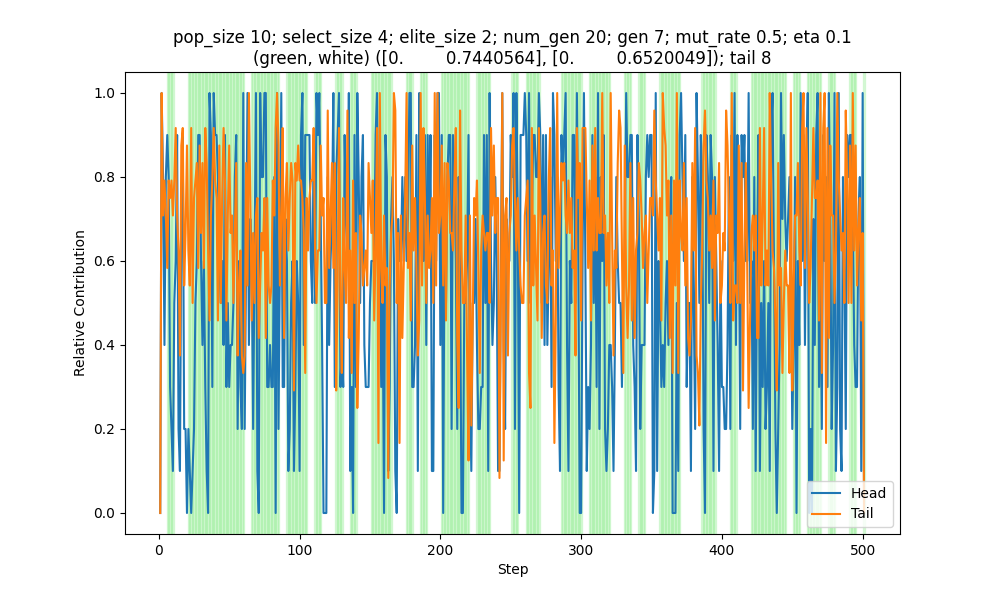 pop_size 10; select_size 4; elite_size 2; num_gen 20; gen 7; mut_rate 0.5; eta 0.1
(green, white) ([0.        0.7440564], [0.        0.6520049]); tail 8
1.0
0.8
0.6
0.4
0.2
0.0
Relative Contribution
0
100
200
300
400
500
Step
Head
Tail